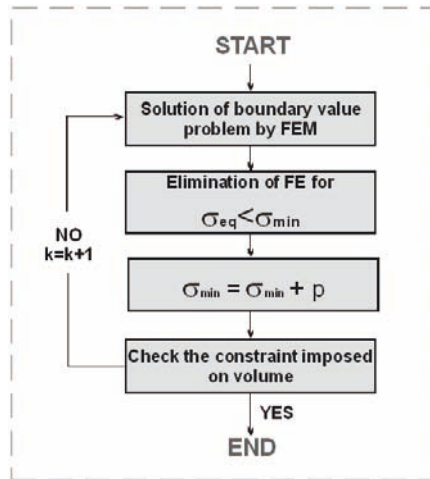 START
Solution of boundary value
problem by FEM
Elimination of FE for
σeq<σmin
NO
k=k+1
σmin = σmin + p
Check the constraint imposed
on volume
YES
END